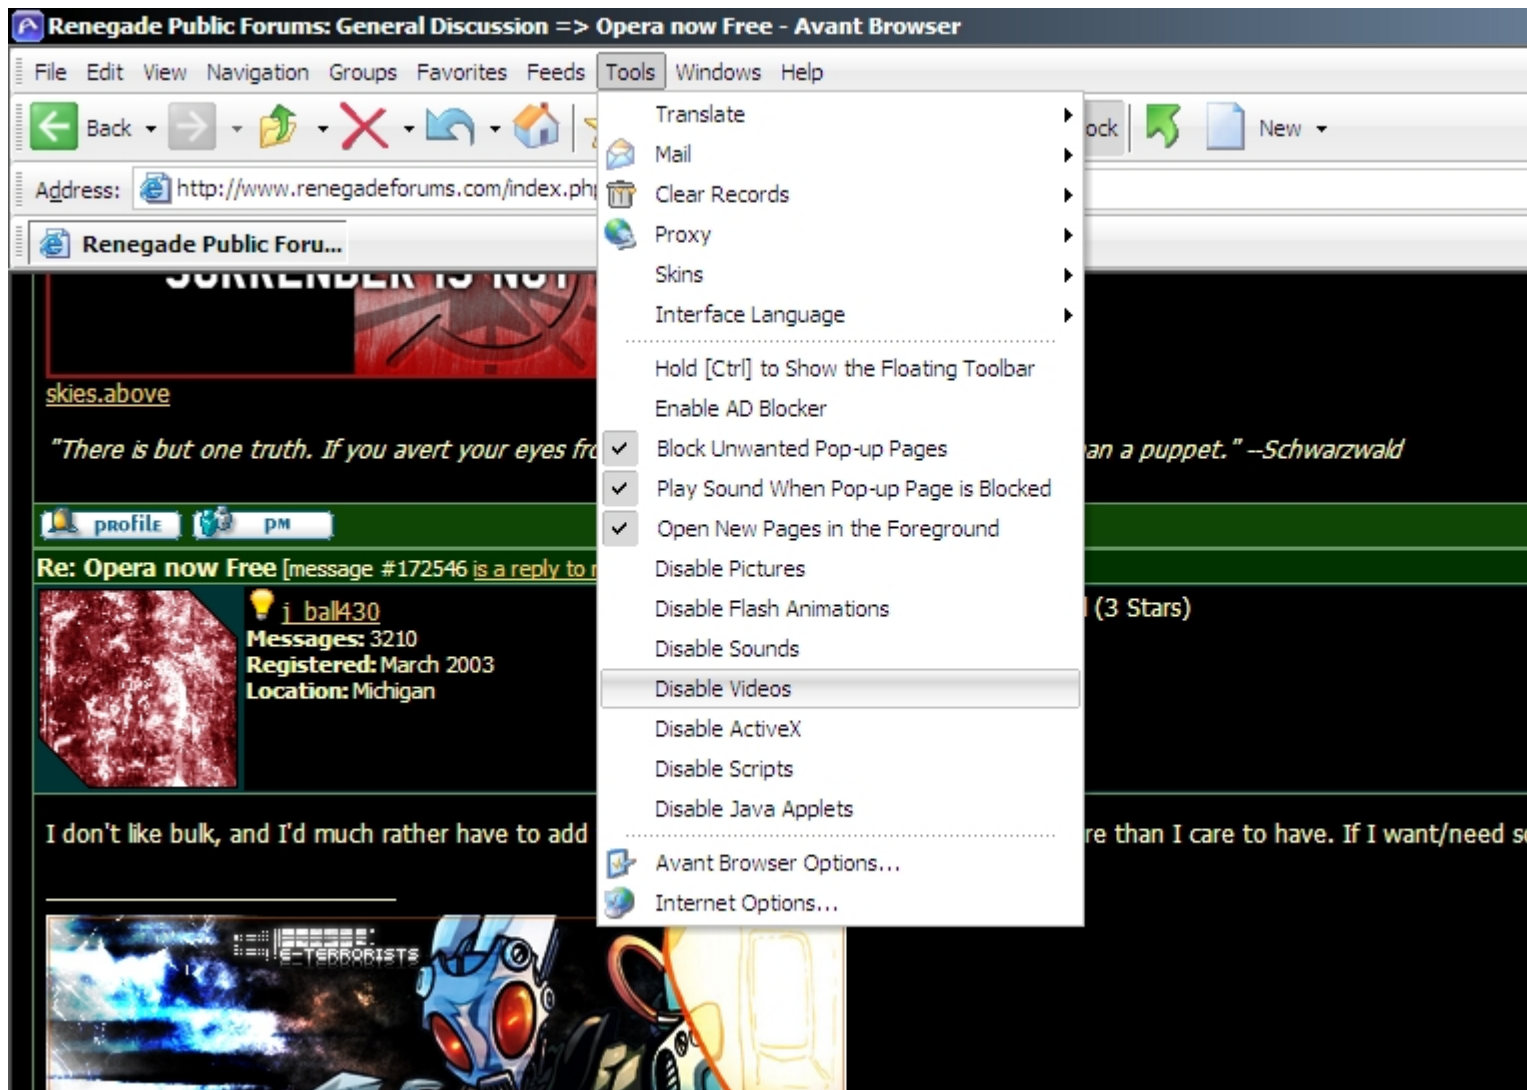 Renegade Public Forums: General Discussion => Opera now Free - Avant Browser
File Edit View Navigation Groups Favorites Feeds Tools Windows Help
Back New
Address: http://www.renegadeforums.com/index.php
Renegade Public Foru...
Translate
Mail
Clear Records
Proxy
Skins
Interface Language
Hold [Ctrl] to Show the Floating Toolbar
Enable AD Blocker
Block Unwanted Pop-up Pages
Play Sound When Pop-up Page is Blocked
Open New Pages in the Foreground
Disable Pictures
Disable Flash Animations
Disable Sounds
Disable Videos
Disable ActiveX
Disable Scripts
Disable Java Applets
Avant Browser Options...
Internet Options...
SURRENDER IS NOT
skies.above
"There is but one truth. If you avert your eyes an a puppet." --Schwarzwald
profile pm
Re: Opera now Free [message #172546 is a reply to
j_ball430 (3 Stars)
Messages: 3210
Registered: March 2003
Location: Michigan
I don't like bulk, and I'd much rather have to add re than I care to have. If I want/need
E-TERRORISTS